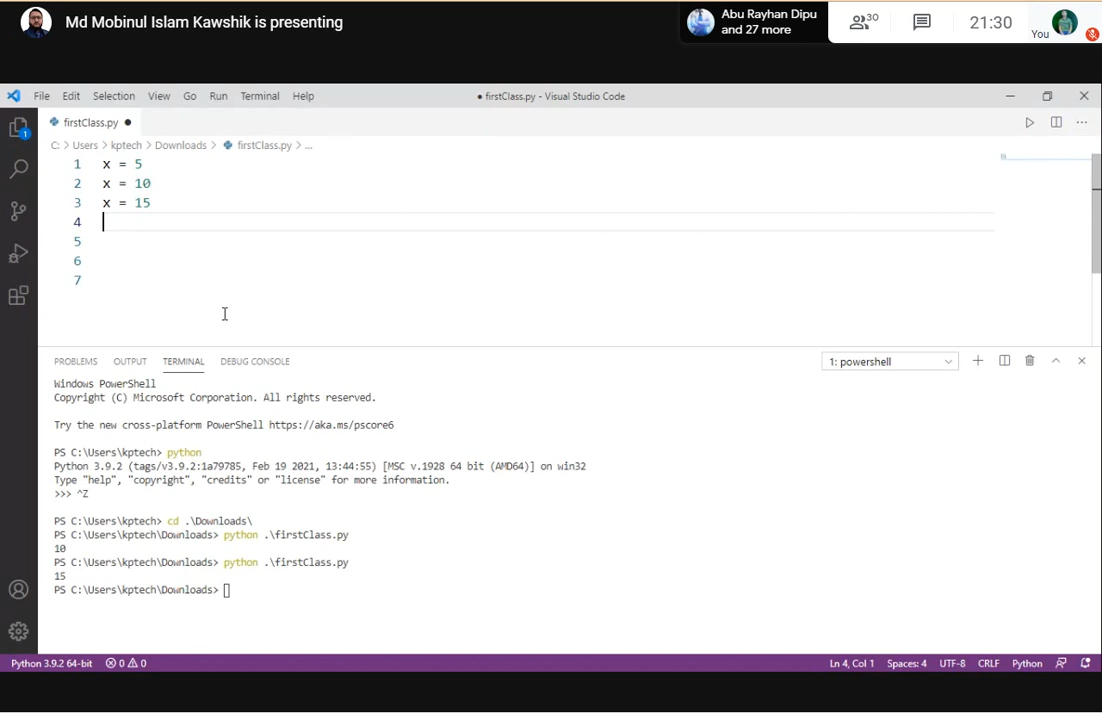 Md Mobinul Islam Kawshik is presenting
Abu Rayhan Dipu
and 27 more
30
21:30
You
File Edit Selection View Go Run Terminal Help
● firstClass.py - Visual Studio Code
firstClass.py ●
1
C: > Users > kptech > Downloads > firstClass.py > ...
1 x = 5
2 x = 10
3 x = 15
4
5
6
7
PROBLEMS OUTPUT TERMINAL DEBUG CONSOLE
1: powershell
Windows PowerShell
Copyright (C) Microsoft Corporation. All rights reserved.
Try the new cross-platform PowerShell https://aka.ms/pscore6
PS C:\Users\kptech> python
Python 3.9.2 (tags/v3.9.2:1a79785, Feb 19 2021, 13:44:55) [MSC v.1928 64 bit (AMD64)] on win32
Type "help", "copyright", "credits" or "license" for more information.
>>> ^Z
PS C:\Users\kptech> cd .\Downloads\
PS C:\Users\kptech\Downloads> python .\firstClass.py
10
PS C:\Users\kptech\Downloads> python .\firstClass.py
15
PS C:\Users\kptech\Downloads>
Python 3.9.2 64-bit 0 0
Ln 4, Col 1 Spaces: 4 UTF-8 CRLF Python